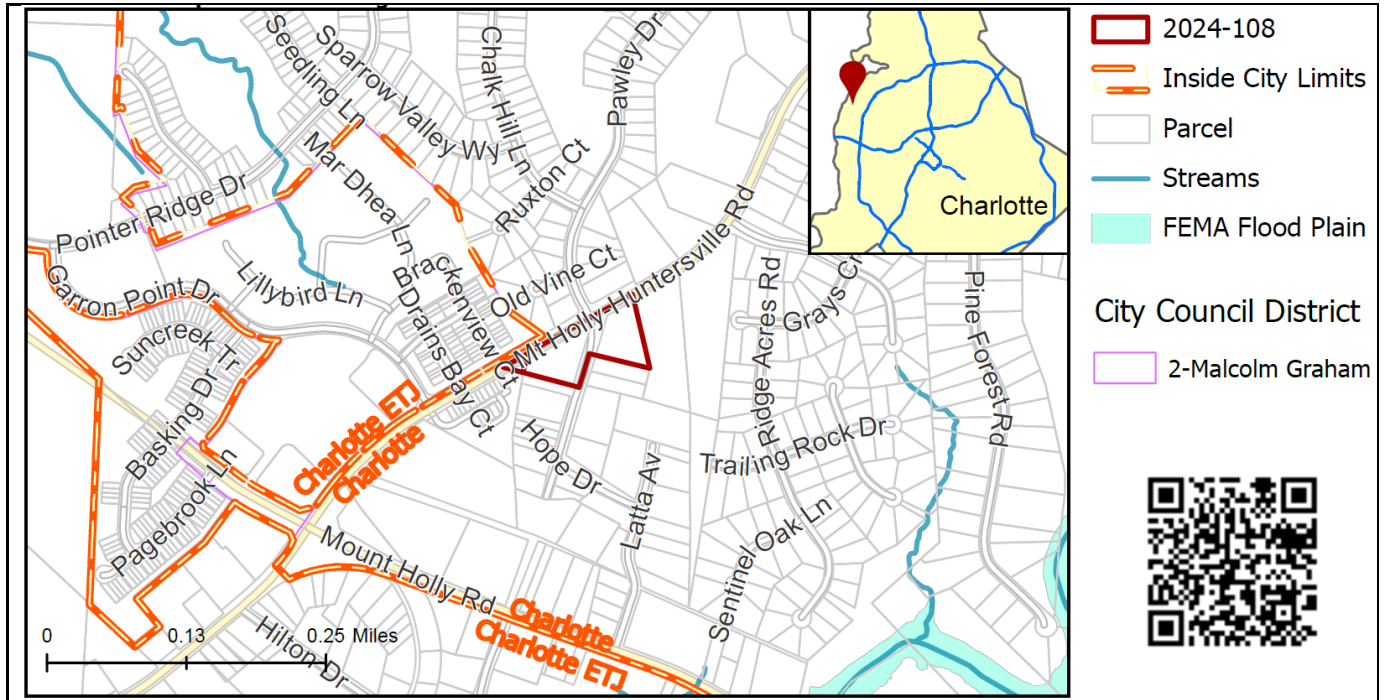 Seedling Ln
Sparrow Valley Wy
Chalk Hill Ln
Pawley Dr
Mar Dhea Ln
Ruxton Ct
Pointer Ridge Dr
Garron Point Dr
Lillybird Ln
Brackenview Ct
Old Vine Ct
Mt Holly-Huntersville Rd
Drains Bay Ct
Suncreek Tr
Basking Dr
Pagebrook Ln
Charlotte ETJ
Charlotte
Hope Dr
Latta Av
Ridge Acres Rd
Grays Cr
Pine Forest Rd
Trailing Rock Dr
Sentinel Oak Ln
Mount Holly Rd
Charlotte
Charlotte ETJ
Hilton Dr
0 0.13 0.25 Miles
Charlotte
2024-108
Inside City Limits
Parcel
Streams
FEMA Flood Plain
City Council District
2-Malcolm Graham